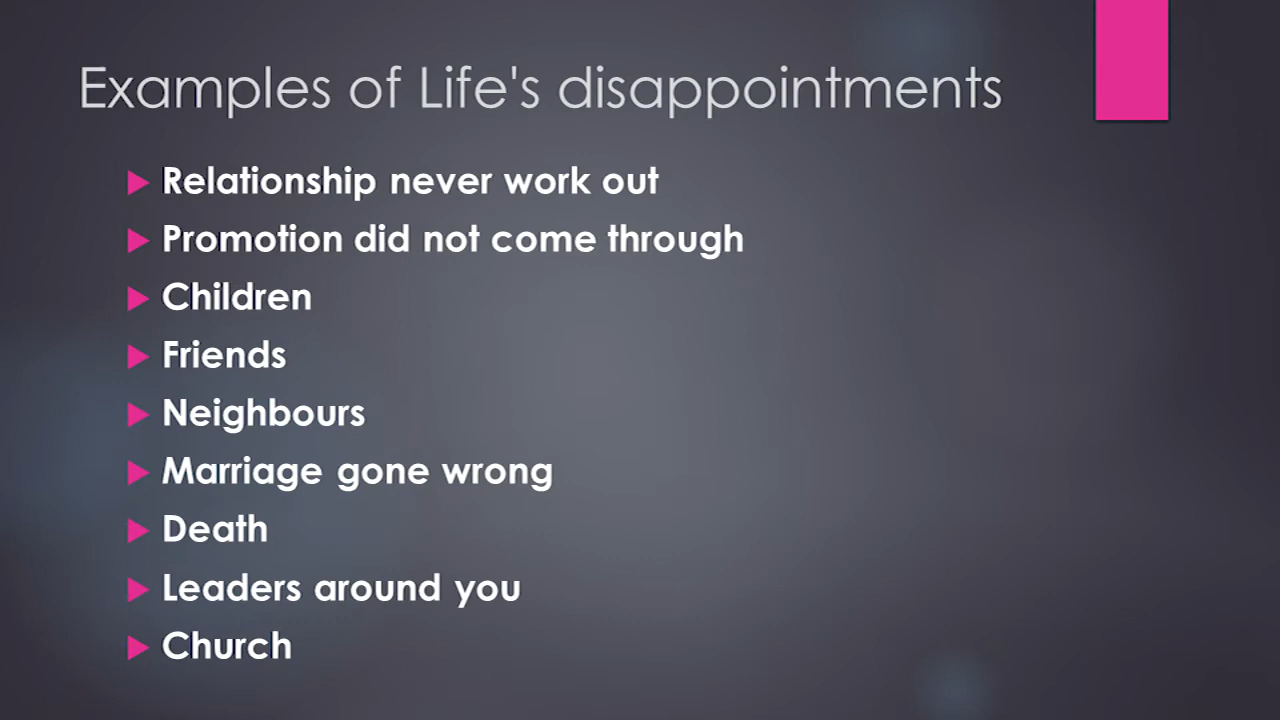 Examples of Life's disappointments
Relationship never work out
Promotion did not come through
Children
Friends
Neighbours
Marriage gone wrong
Death
Leaders around you
Church